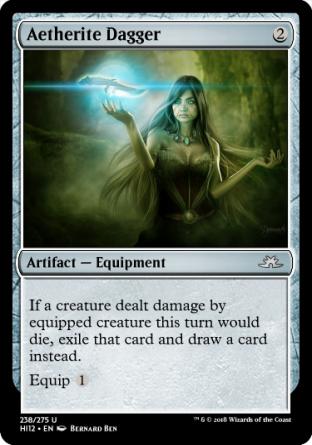 Aetherite Dagger 2
Artifact — Equipment
If a creature dealt damage by
equipped creature this turn would
die, exile that card and draw a card
instead.
Equip 1
238/275 U
HI12 • EN Bernard Ben
™ & © 2018 Wizards of the Coast